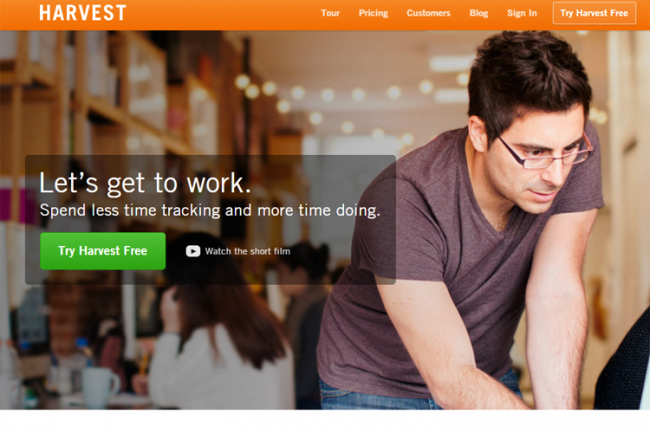 HARVEST
Tour
Pricing
Customers
Blog
Sign In
Try Harvest Free
Let's get to work.
Spend less time tracking and more time doing.
Try Harvest Free
Watch the short film